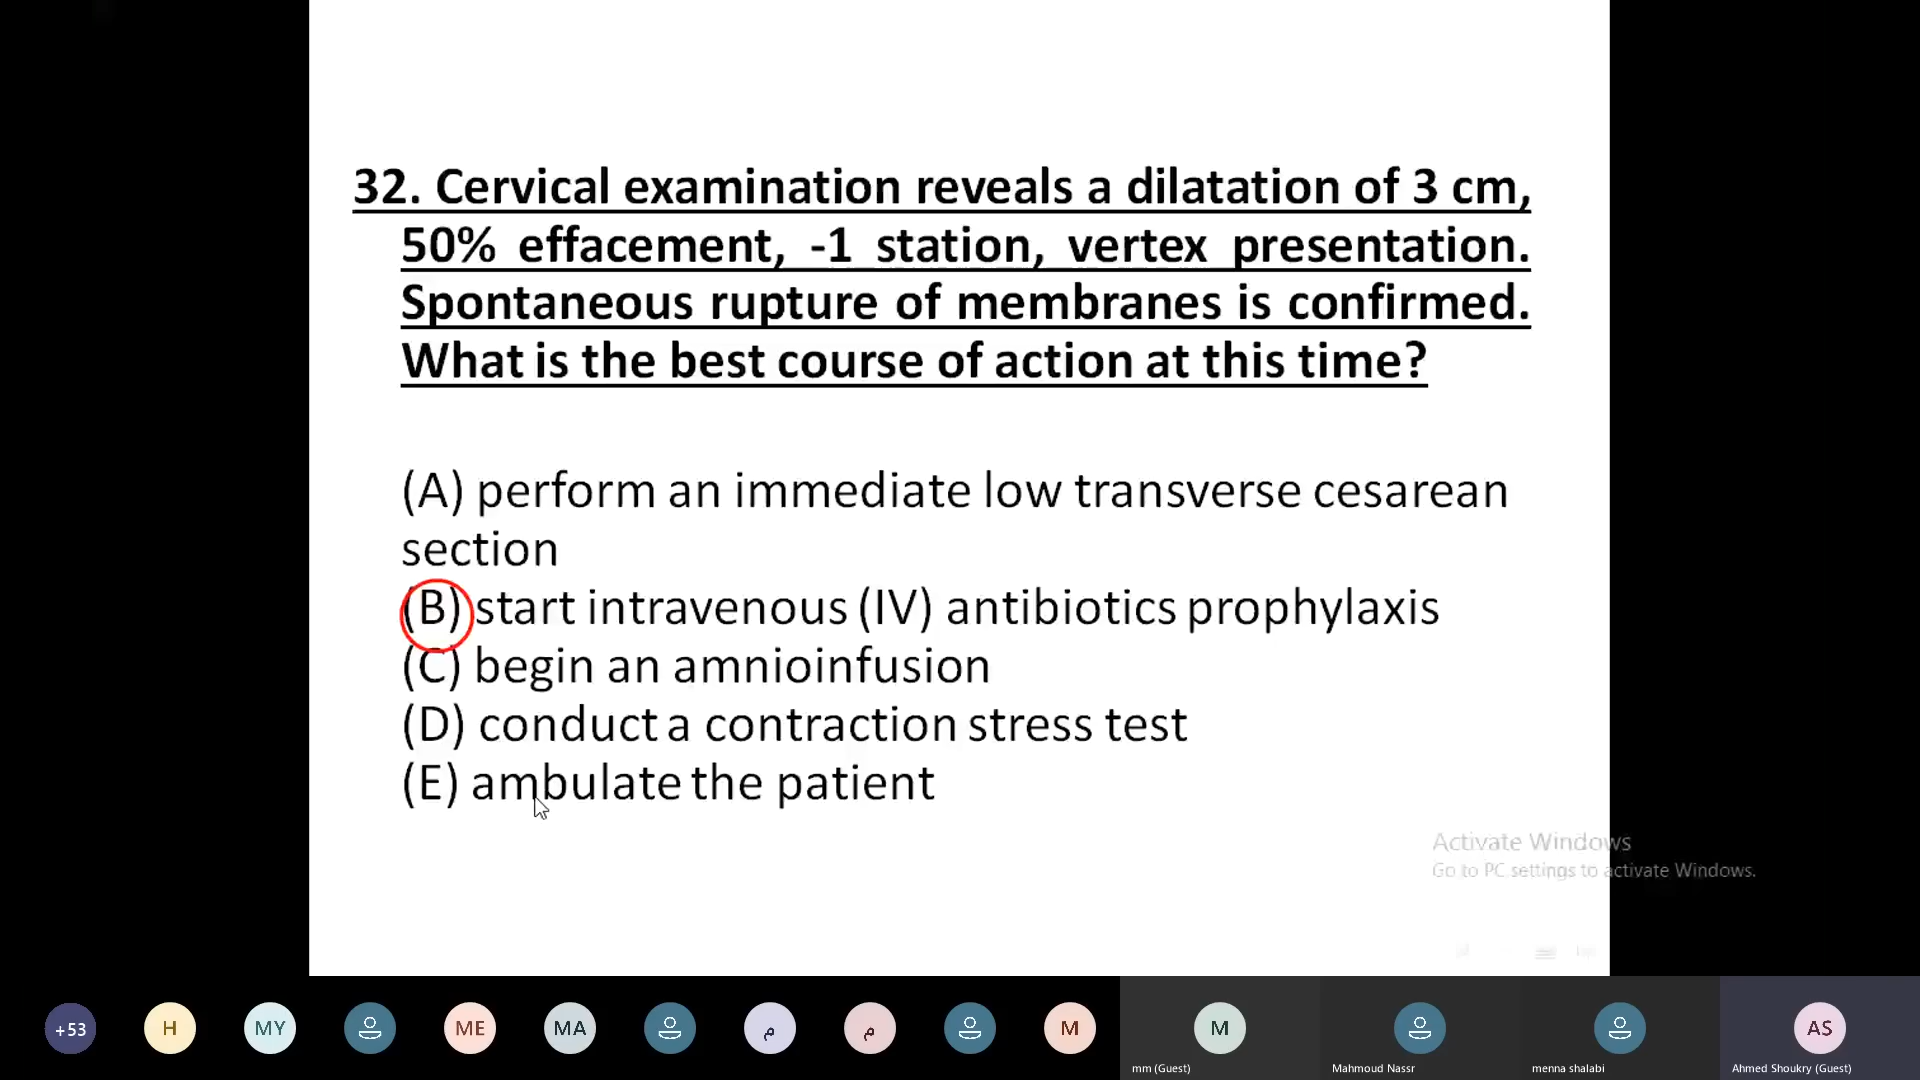 32. Cervical examination reveals a dilatation of 3 cm,
50% effacement, -1 station, vertex presentation.
Spontaneous rupture of membranes is confirmed.
What is the best course of action at this time?
(A) perform an immediate low transverse cesarean
section
(B) start intravenous (IV) antibiotics prophylaxis
(C) begin an amnioinfusion
(D) conduct a contraction stress test
(E) ambulate the patient
Activate Windows
Go to PC settings to activate Windows.
+53 H MY ME MA م م M M AS
mm (Guest) Mahmoud Nassr menna shalabi Ahmed Shoukry (Guest)